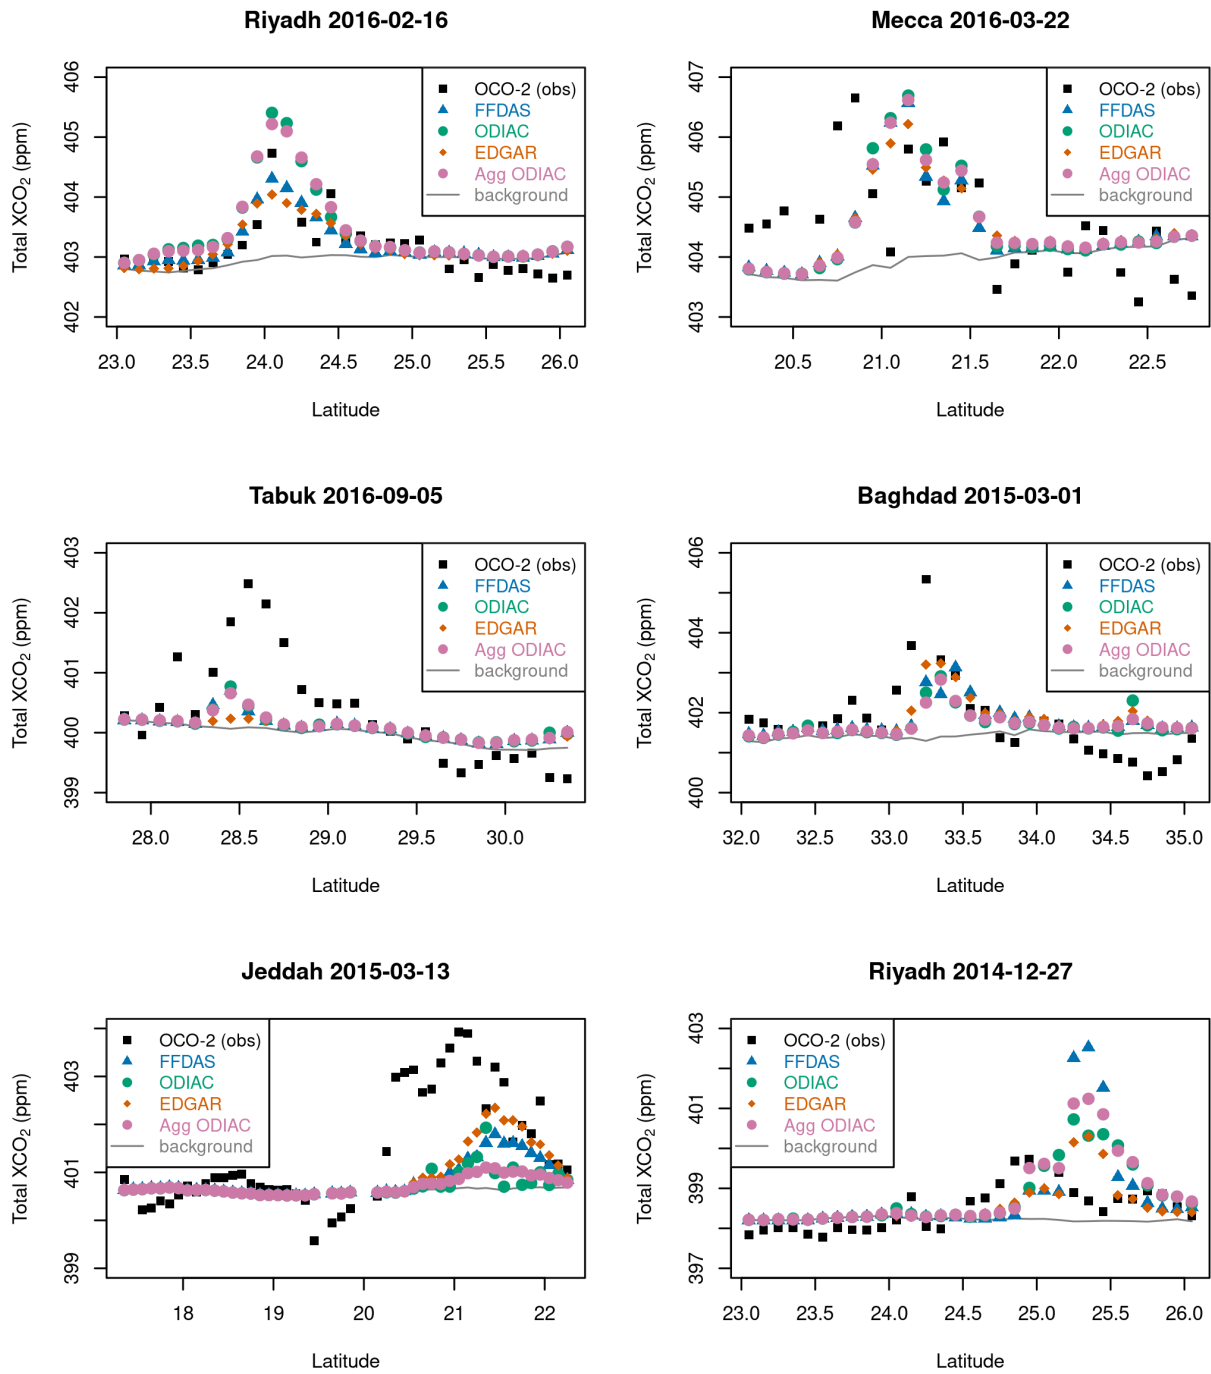 Riyadh 2016-02-16
Total XCO2 (ppm)
406
405
404
403
402
OCO-2 (obs)
FFDAS
ODIAC
EDGAR
Agg ODIAC
background
23.0 23.5 24.0 24.5 25.0 25.5 26.0
Latitude
Mecca 2016-03-22
Total XCO2 (ppm)
407
406
405
404
403
OCO-2 (obs)
FFDAS
ODIAC
EDGAR
Agg ODIAC
background
20.5 21.0 21.5 22.0 22.5
Latitude
Tabuk 2016-09-05
Total XCO2 (ppm)
403
402
401
400
399
OCO-2 (obs)
FFDAS
ODIAC
EDGAR
Agg ODIAC
background
28.0 28.5 29.0 29.5 30.0
Latitude
Baghdad 2015-03-01
Total XCO2 (ppm)
406
404
402
400
OCO-2 (obs)
FFDAS
ODIAC
EDGAR
Agg ODIAC
background
32.0 32.5 33.0 33.5 34.0 34.5 35.0
Latitude
Jeddah 2015-03-13
Total XCO2 (ppm)
403
401
399
OCO-2 (obs)
FFDAS
ODIAC
EDGAR
Agg ODIAC
background
18 19 20 21 22
Latitude
Riyadh 2014-12-27
Total XCO2 (ppm)
403
401
399
397
OCO-2 (obs)
FFDAS
ODIAC
EDGAR
Agg ODIAC
background
23.0 23.5 24.0 24.5 25.0 25.5 26.0
Latitude